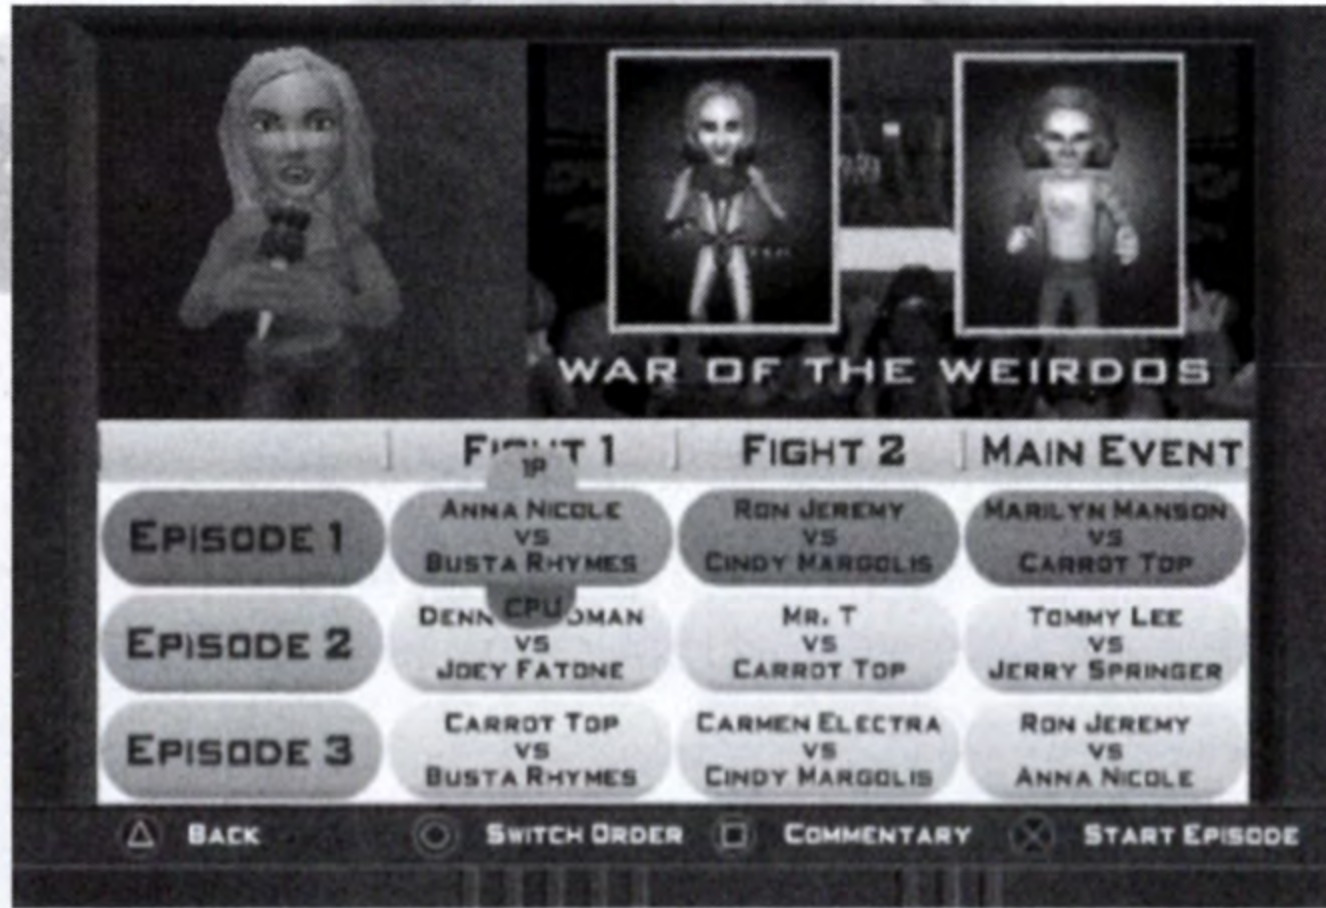 WAR OF THE WEIRDOS
FIGHT 1 FIGHT 2 MAIN EVENT
1P
EPISODE 1
ANNA NICOLE
VS
BUSTA RHYMES
RON JEREMY
VS
CINDY MARGOLIS
MARILYN MANSON
VS
CARROT TOP
CPU
EPISODE 2
VS
JOEY FATONE
MR. T
VS
CARROT TOP
TOMMY LEE
VS
JERRY SPRINGER
EPISODE 3
CARROT TOP
VS
BUSTA RHYMES
CARMEN ELECTRA
VS
CINDY MARGOLIS
RON JEREMY
VS
ANNA NICOLE
BACK SWITCH ORDER COMMENTARY START EPISODE